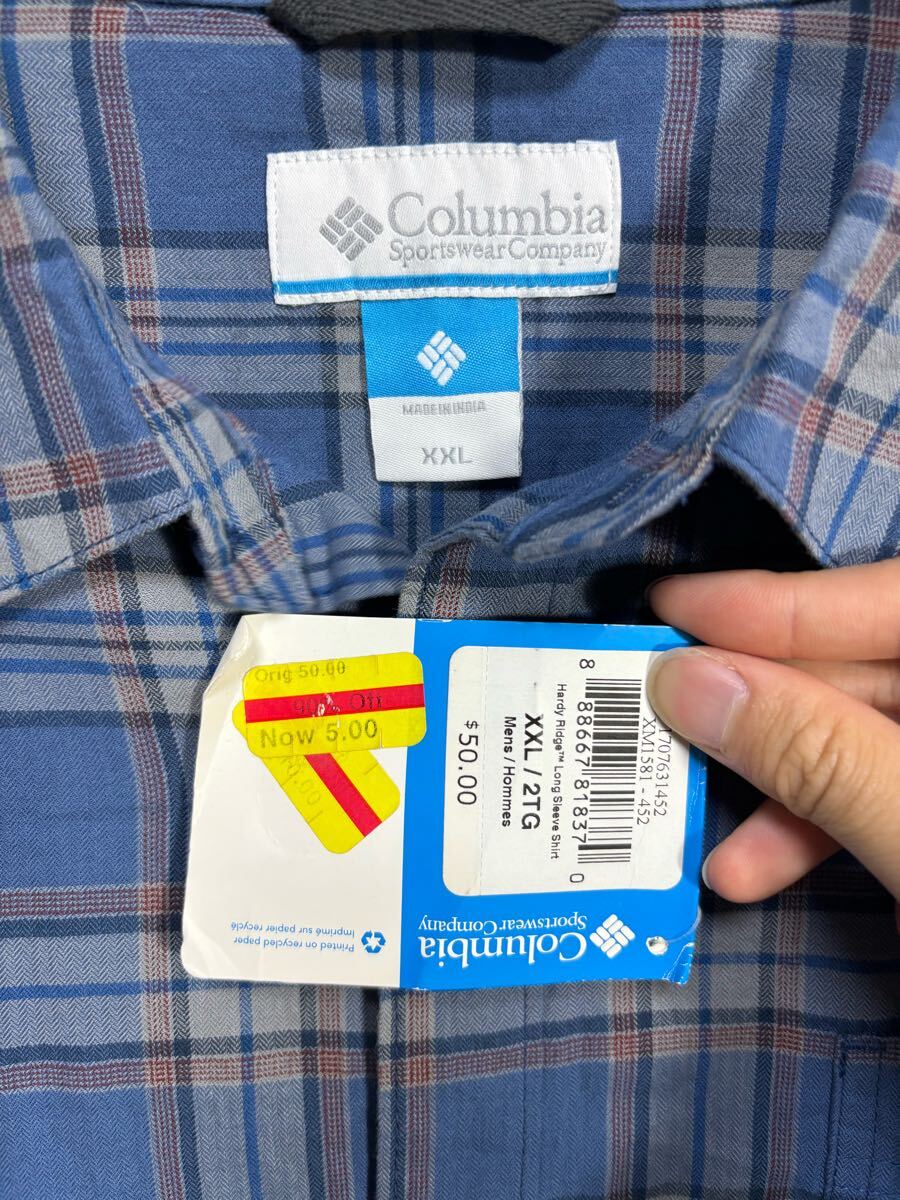 Columbia
Sportswear Company
MADE IN INDIA
XXL
Orig 50.00
90% Off
Now 5.00
1707631452
XM1581 - 452
8 88667 81837 0
Hardy Ridge™ Long Sleeve Shirt
XXL / 2TG
Mens / Hommes
$50.00
Columbia
Sportswear Company
Printed on recycled paper
Imprimé sur papier recyclé